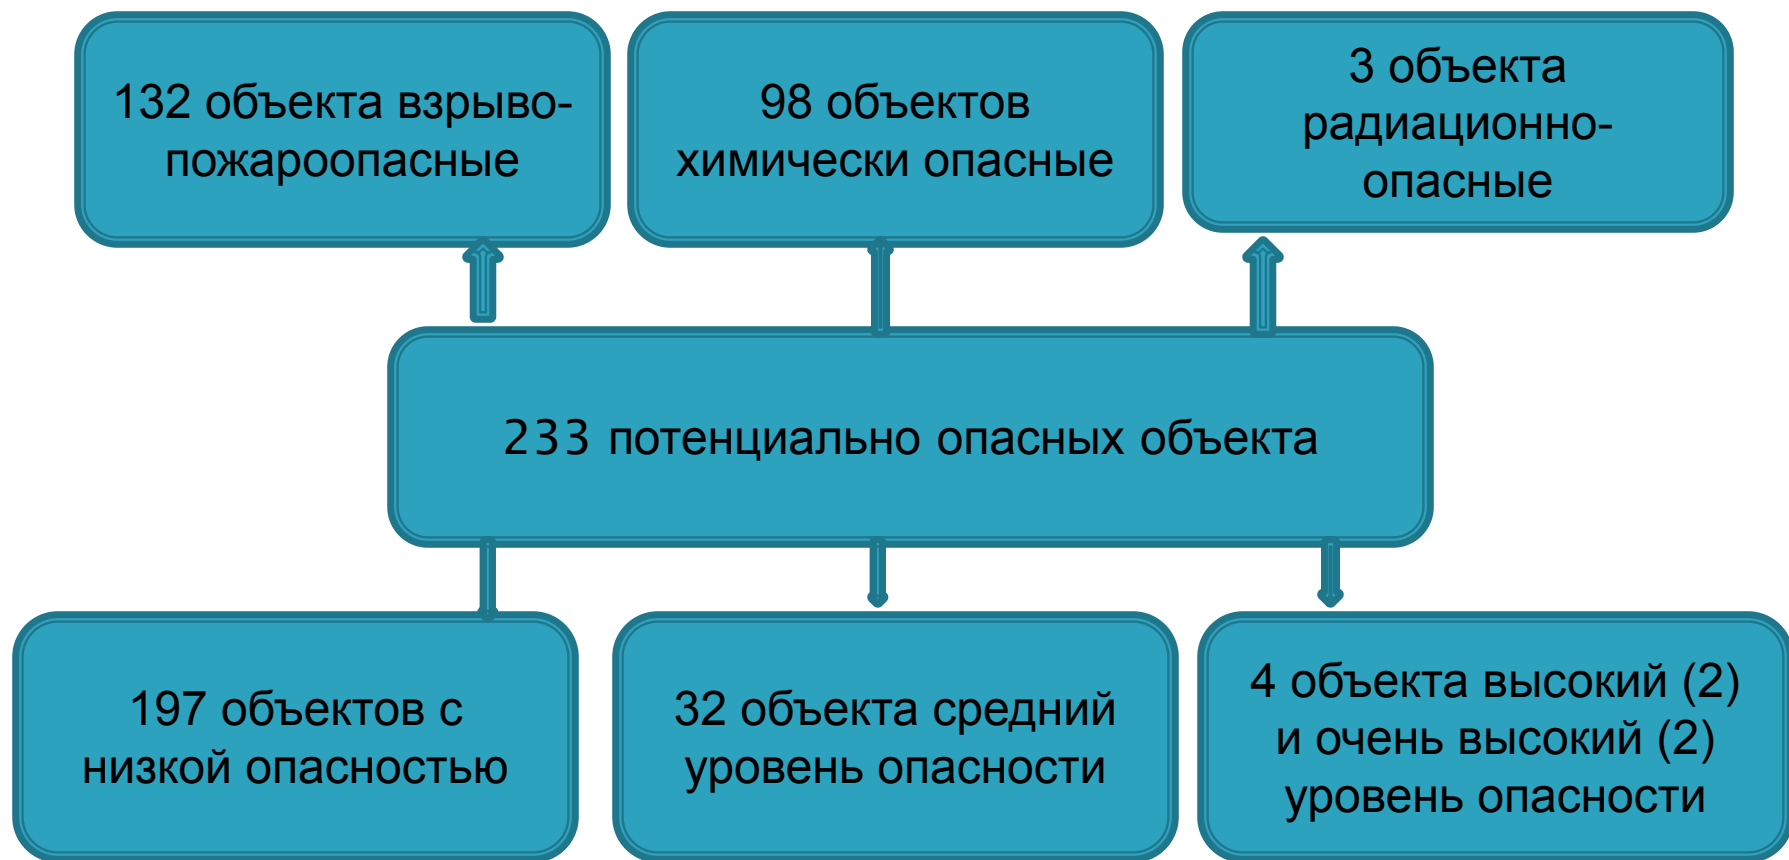 132 объекта взрыво-
пожароопасные
98 объектов
химически опасные
3 объекта
радиационно-
опасные
233 потенциально опасных объекта
197 объектов с
низкой опасностью
32 объекта средний
уровень опасности
4 объекта высокий (2)
и очень высокий (2)
уровень опасности